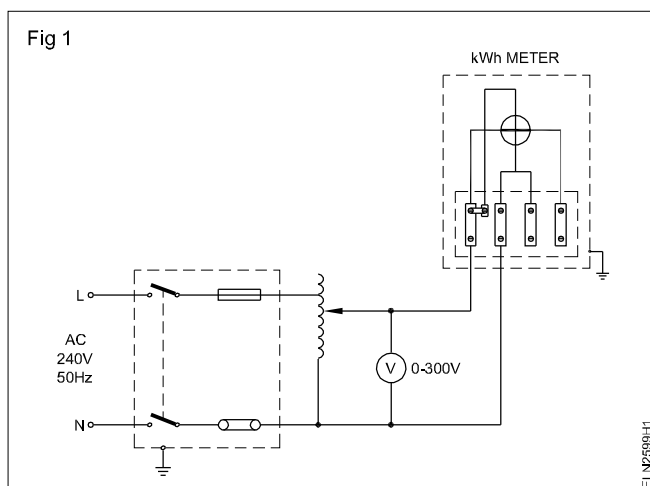 Fig 1
kWh METER
L
AC
240V
50Hz
V
0-300V
N
ELN2599H1